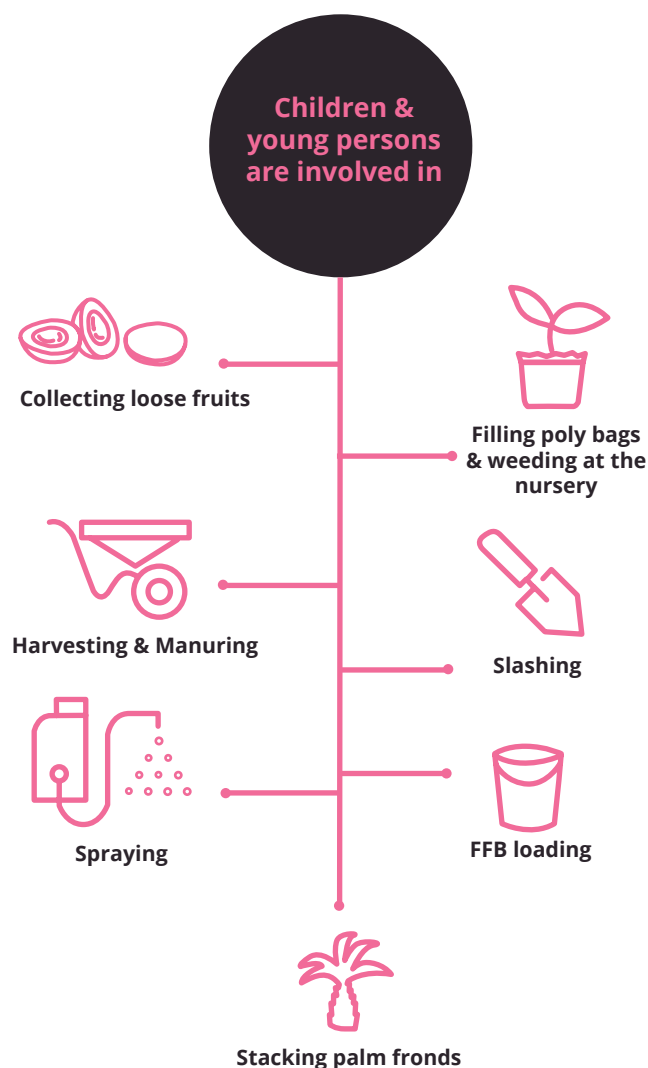 Children &
young persons
are involved in
Collecting loose fruits
Filling poly bags
& weeding at the
nursery
Harvesting & Manuring
Slashing
Spraying
FFB loading
Stacking palm fronds